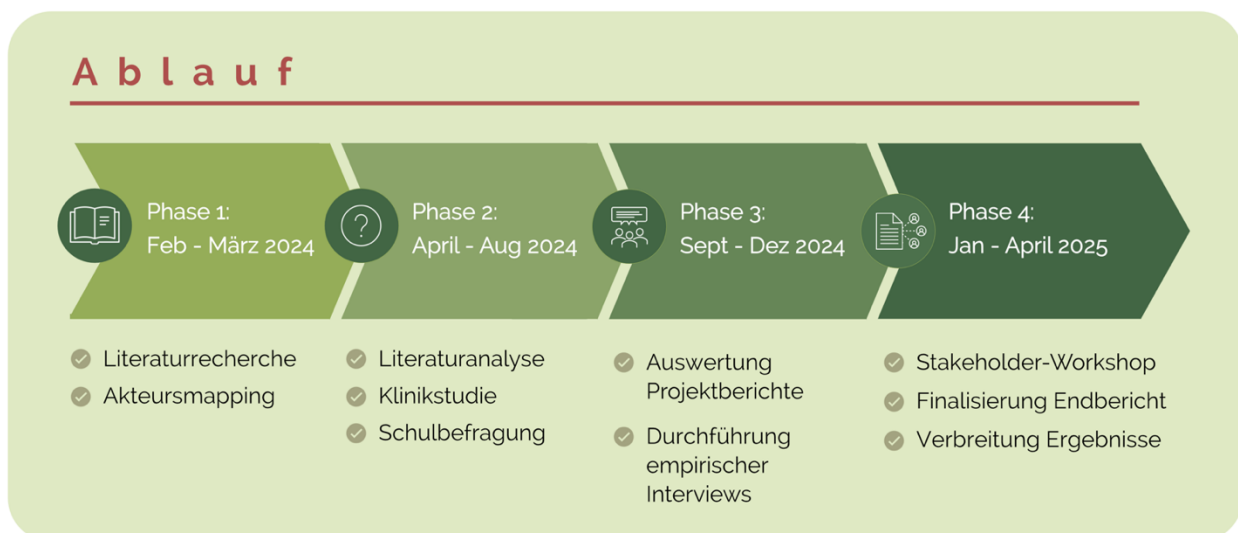 Ablauf
Phase 1:
Feb - März 2024
Literaturrecherche
Akteursmapping
Phase 2:
April - Aug 2024
Literaturanalyse
Klinikstudie
Schulbefragung
Phase 3:
Sept - Dez 2024
Auswertung
Projektberichte
Durchführung
empirischer
Interviews
Phase 4:
Jan - April 2025
Stakeholder-Workshop
Finalisierung Endbericht
Verbreitung Ergebnisse